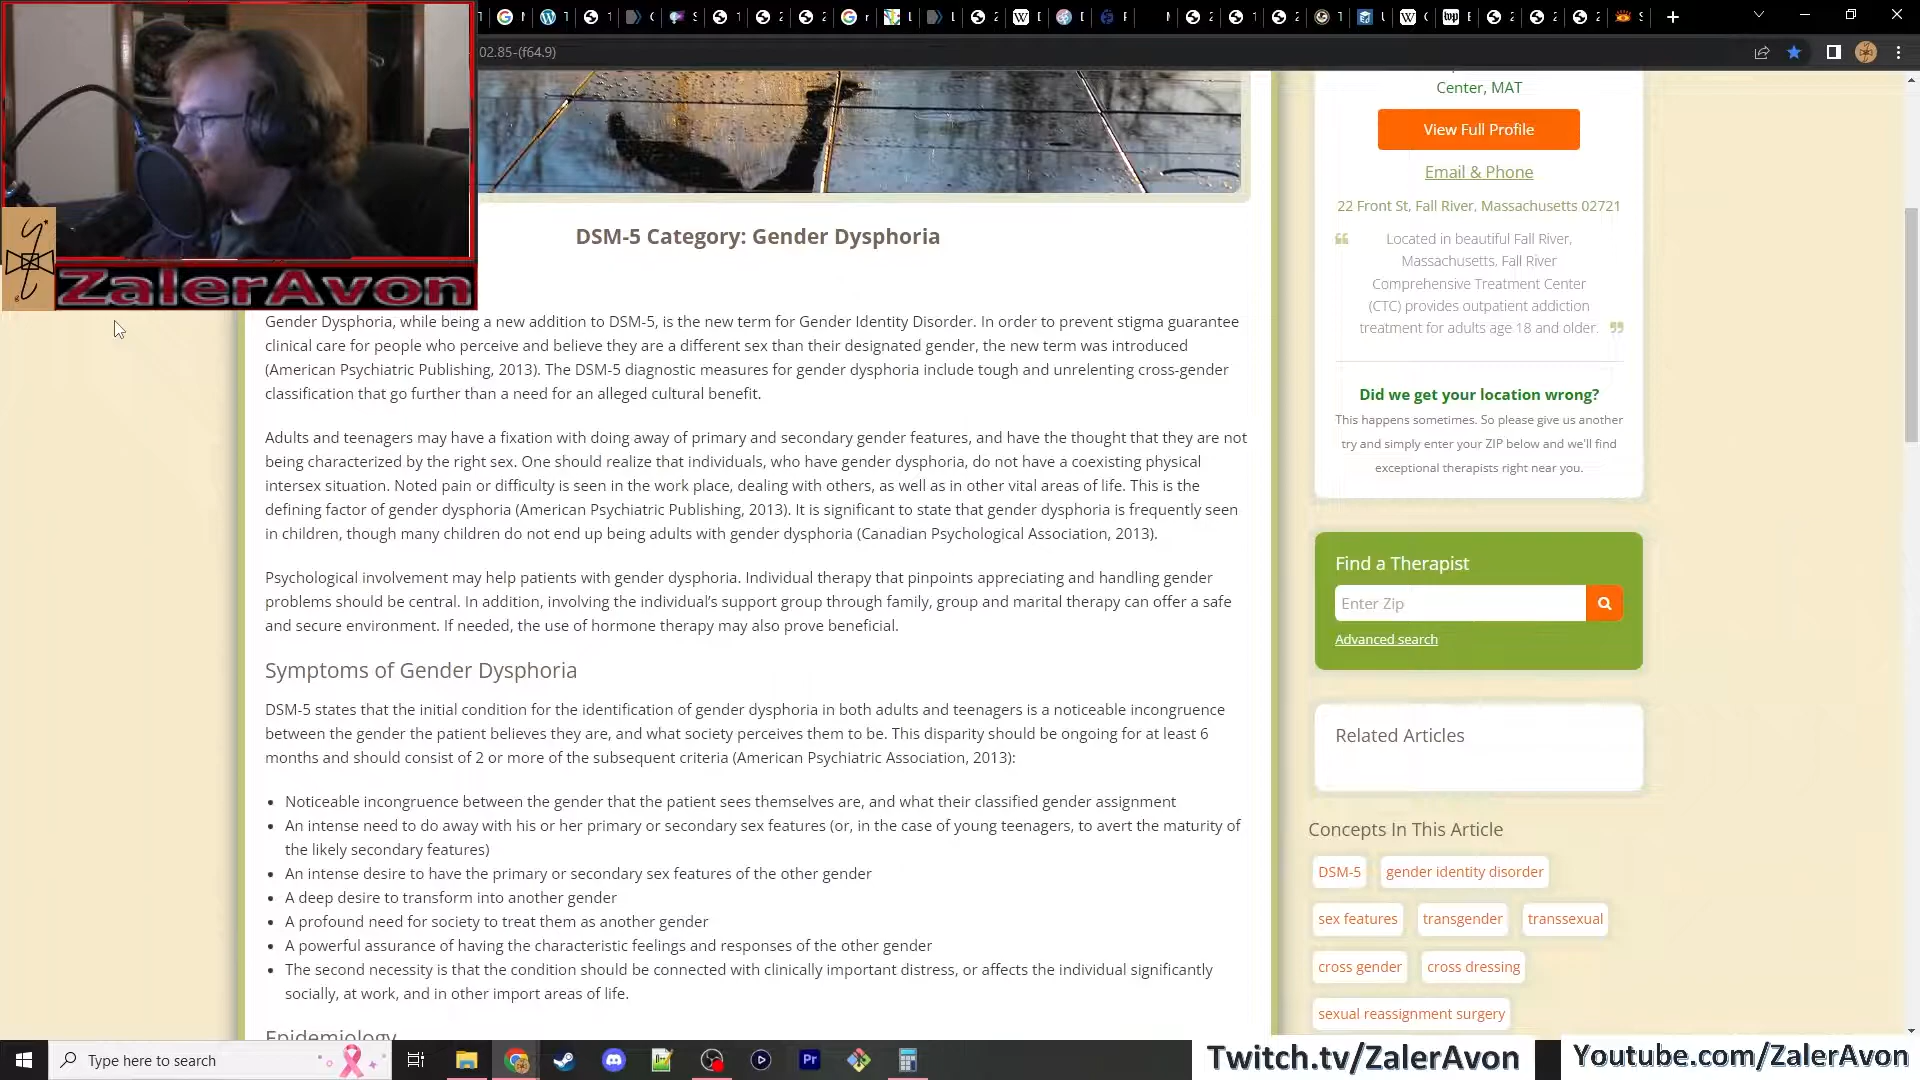 02.85-(f64.9)
ZalerAvon
DSM-5 Category: Gender Dysphoria
Gender Dysphoria, while being a new addition to DSM-5, is the new term for Gender Identity Disorder. In order to prevent stigma guarantee
clinical care for people who perceive and believe they are a different sex than their designated gender, the new term was introduced
(American Psychiatric Publishing, 2013). The DSM-5 diagnostic measures for gender dysphoria include tough and unrelenting cross-gender
classification that go further than a need for an alleged cultural benefit.
Adults and teenagers may have a fixation with doing away of primary and secondary gender features, and have the thought that they are not
being characterized by the right sex. One should realize that individuals, who have gender dysphoria, do not have a coexisting physical
intersex situation. Noted pain or difficulty is seen in the work place, dealing with others, as well as in other vital areas of life. This is the
defining factor of gender dysphoria (American Psychiatric Publishing, 2013). It is significant to state that gender dysphoria is frequently seen
in children, though many children do not end up being adults with gender dysphoria (Canadian Psychological Association, 2013).
Psychological involvement may help patients with gender dysphoria. Individual therapy that pinpoints appreciating and handling gender
problems should be central. In addition, involving the individual's support group through family, group and marital therapy can offer a safe
and secure environment. If needed, the use of hormone therapy may also prove beneficial.
Symptoms of Gender Dysphoria
DSM-5 states that the initial condition for the identification of gender dysphoria in both adults and teenagers is a noticeable incongruence
between the gender the patient believes they are, and what society perceives them to be. This disparity should be ongoing for at least 6
months and should consist of 2 or more of the subsequent criteria (American Psychiatric Association, 2013):
• Noticeable incongruence between the gender that the patient sees themselves are, and what their classified gender assignment
• An intense need to do away with his or her primary or secondary sex features (or, in the case of young teenagers, to avert the maturity of
the likely secondary features)
• An intense desire to have the primary or secondary sex features of the other gender
• A deep desire to transform into another gender
• A profound need for society to treat them as another gender
• A powerful assurance of having the characteristic feelings and responses of the other gender
• The second necessity is that the condition should be connected with clinically important distress, or affects the individual significantly
socially, at work, and in other import areas of life.
Epidemiology
Center, MAT
View Full Profile
Email & Phone
22 Front St, Fall River, Massachusetts 02721
Located in beautiful Fall River,
Massachusetts. Fall River
Comprehensive Treatment Center
(CTC) provides outpatient addiction
treatment for adults age 18 and older.
Did we get your location wrong?
This happens sometimes. So please give us another
try and simply enter your ZIP below and we'll find
exceptional therapists right near you.
Find a Therapist
Enter Zip
Advanced search
Related Articles
Concepts In This Article
DSM-5
gender identity disorder
sex features
transgender
transsexual
cross gender
cross dressing
sexual reassignment surgery
Type here to search
Pr
Twitch.tv/ZalerAvon
Youtube.com/ZalerAvon